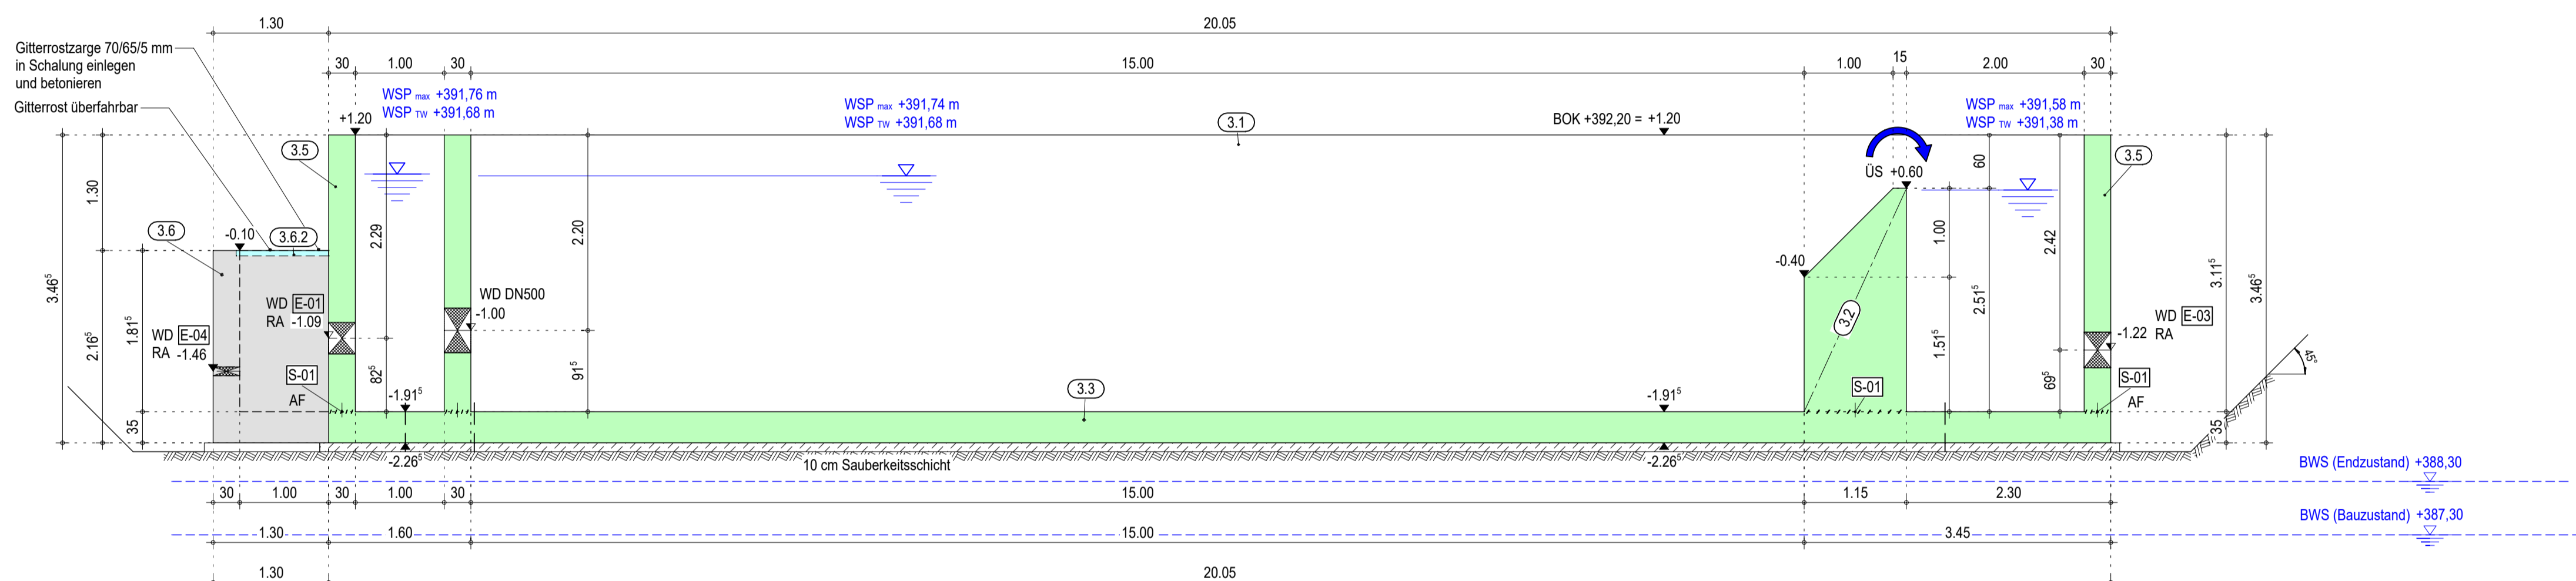 1.30 20.05
Gitterrostzarge 70/65/5 mm
in Schalung einlegen
und betonieren
Gitterrost überfahrbar
30 1.00 30 15.00 1.00 15 2.00 30
WSP max +391,76 m
WSP TW +391,68 m
WSP max +391,74 m
WSP TW +391,68 m
WSP max +391,58 m
WSP TW +391,38 m
+1.20
3.1
BOK +392,20 = +1.20
3.5
60
3.5
ÜS +0.60
1.30
3.6
-0.10
3.6.2
2.29
2.20
1.00
2.42
3.46⁵
2.16⁵
1.81⁵
-0.40
2.51⁵
3.11⁵
3.46⁵
WD E-01
RA -1.09
WD DN500
-1.00
3.2
WD E-04
RA -1.46
1.51⁵
-1.22
WD E-03
RA
45°
S-01
AF
82⁵
91⁵
69⁵
-1.91⁵
3.3
-1.91⁵
S-01
S-01
AF
35
35
-2.26⁵
10 cm Sauberkeitsschicht
-2.26⁵
BWS (Endzustand) +388,30
30 1.00 30 1.00 30 15.00 1.15 2.30
BWS (Bauzustand) +387,30
1.30 1.60 15.00 3.45
1.30 20.05